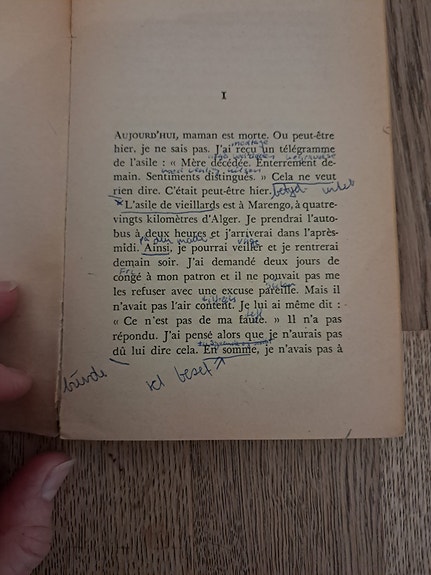 I
AUJOURD'HUI, maman est morte. Ou peut-être
hier, je ne sais pas. J'ai reçu un télégramme
de l'asile : « Mère décédée. Enterrement de-
main. Sentiments distingués. » Cela ne veut
rien dire. C'était peut-être hier.
L'asile de vieillards est à Marengo, à quatre-
vingts kilomètres d'Alger. Je prendrai l'auto-
bus à deux heures et j'arriverai dans l'après-
midi. Ainsi, je pourrai veiller et je rentrerai
demain soir. J'ai demandé deux jours de
congé à mon patron et il ne pouvait pas me
les refuser avec une excuse pareille. Mais il
n'avait pas l'air content. Je lui ai même dit :
« Ce n'est pas de ma faute. » Il n'a pas
répondu. J'ai pensé alors que je n'aurais pas
dû lui dire cela. En somme, je n'avais pas à
burde